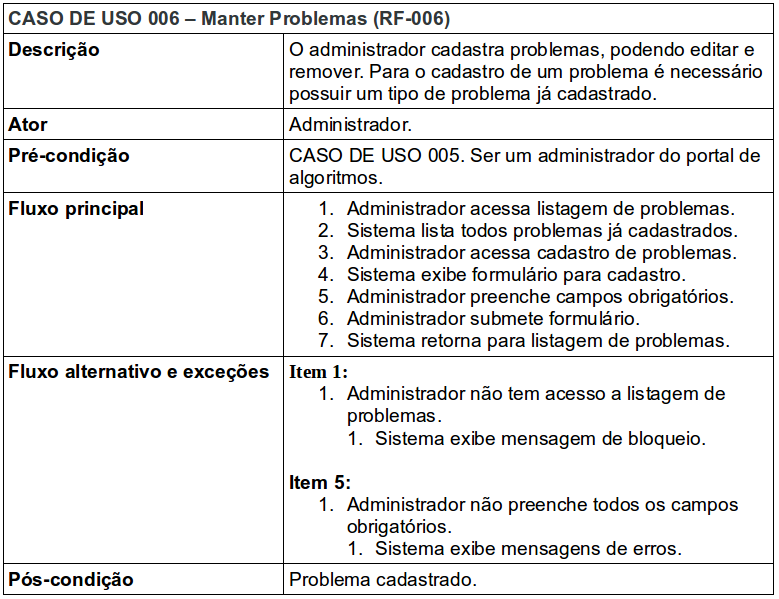 CASO DE USO 006 – Manter Problemas (RF-006)
Descrição
O administrador cadastra problemas, podendo editar e
remover. Para o cadastro de um problema é necessário
possuir um tipo de problema já cadastrado.
Ator
Administrador.
Pré-condição
CASO DE USO 005. Ser um administrador do portal de
algoritmos.
Fluxo principal
1. Administrador acessa listagem de problemas.
2. Sistema lista todos problemas já cadastrados.
3. Administrador acessa cadastro de problemas.
4. Sistema exibe formulário para cadastro.
5. Administrador preenche campos obrigatórios.
6. Administrador submete formulário.
7. Sistema retorna para listagem de problemas.
Fluxo alternativo e exceções
Item 1:
1. Administrador não tem acesso a listagem de
problemas.
1. Sistema exibe mensagem de bloqueio.
Item 5:
1. Administrador não preenche todos os campos
obrigatórios.
1. Sistema exibe mensagens de erros.
Pós-condição
Problema cadastrado.